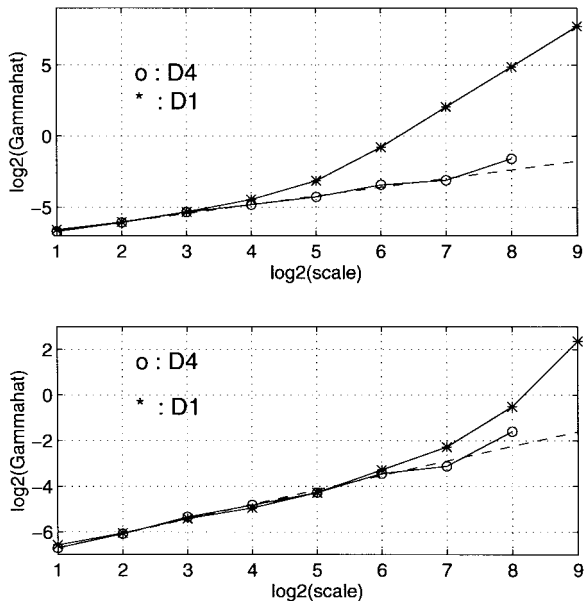 5
0
−5
log2(Gammahat)
o : D4
* : D1
1 2 3 4 5 6 7 8 9
log2(scale)
2
0
−2
−4
−6
log2(Gammahat)
o : D4
* : D1
1 2 3 4 5 6 7 8 9
log2(scale)